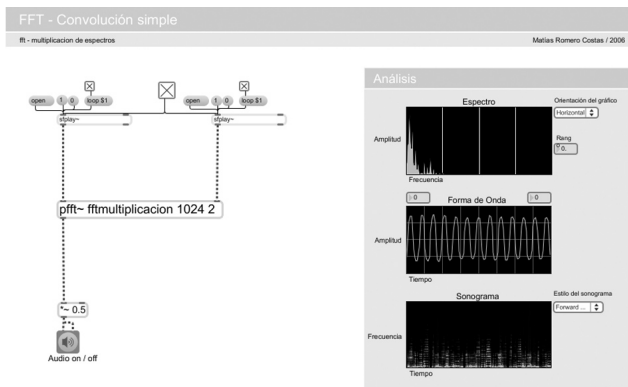 FFT - Convolución simple
fft - multiplicacion de espectros
Matías Romero Costas / 2006
open 1 0 loop $1
open 1 0 loop $1
sfplay~
sfplay~
pfft~ fftmultiplicacion 1024 2
*~ 0.5
Audio on / off
Análisis
Espectro
Orientación del gráfico
Horizontal
Amplitud
Rang
0.
Frecuencia
0
Forma de Onda
0
Amplitud
Tiempo
Sonograma
Estilo del sonograma
Forward ...
Frecuencia
Tiempo